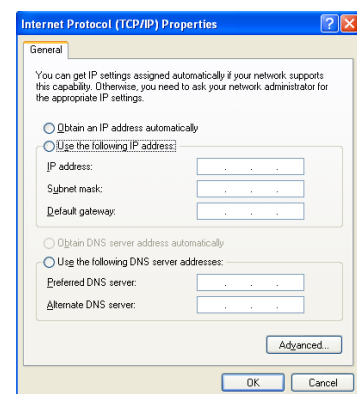 Internet Protocol (TCP/IP) Properties
General
You can get IP settings assigned automatically if your network supports
this capability. Otherwise, you need to ask your network administrator for
the appropriate IP settings.
Obtain an IP address automatically
Use the following IP address:
IP address:
Subnet mask:
Default gateway:
Obtain DNS server address automatically
Use the following DNS server addresses:
Preferred DNS server:
Alternate DNS server:
Advanced...
OK Cancel